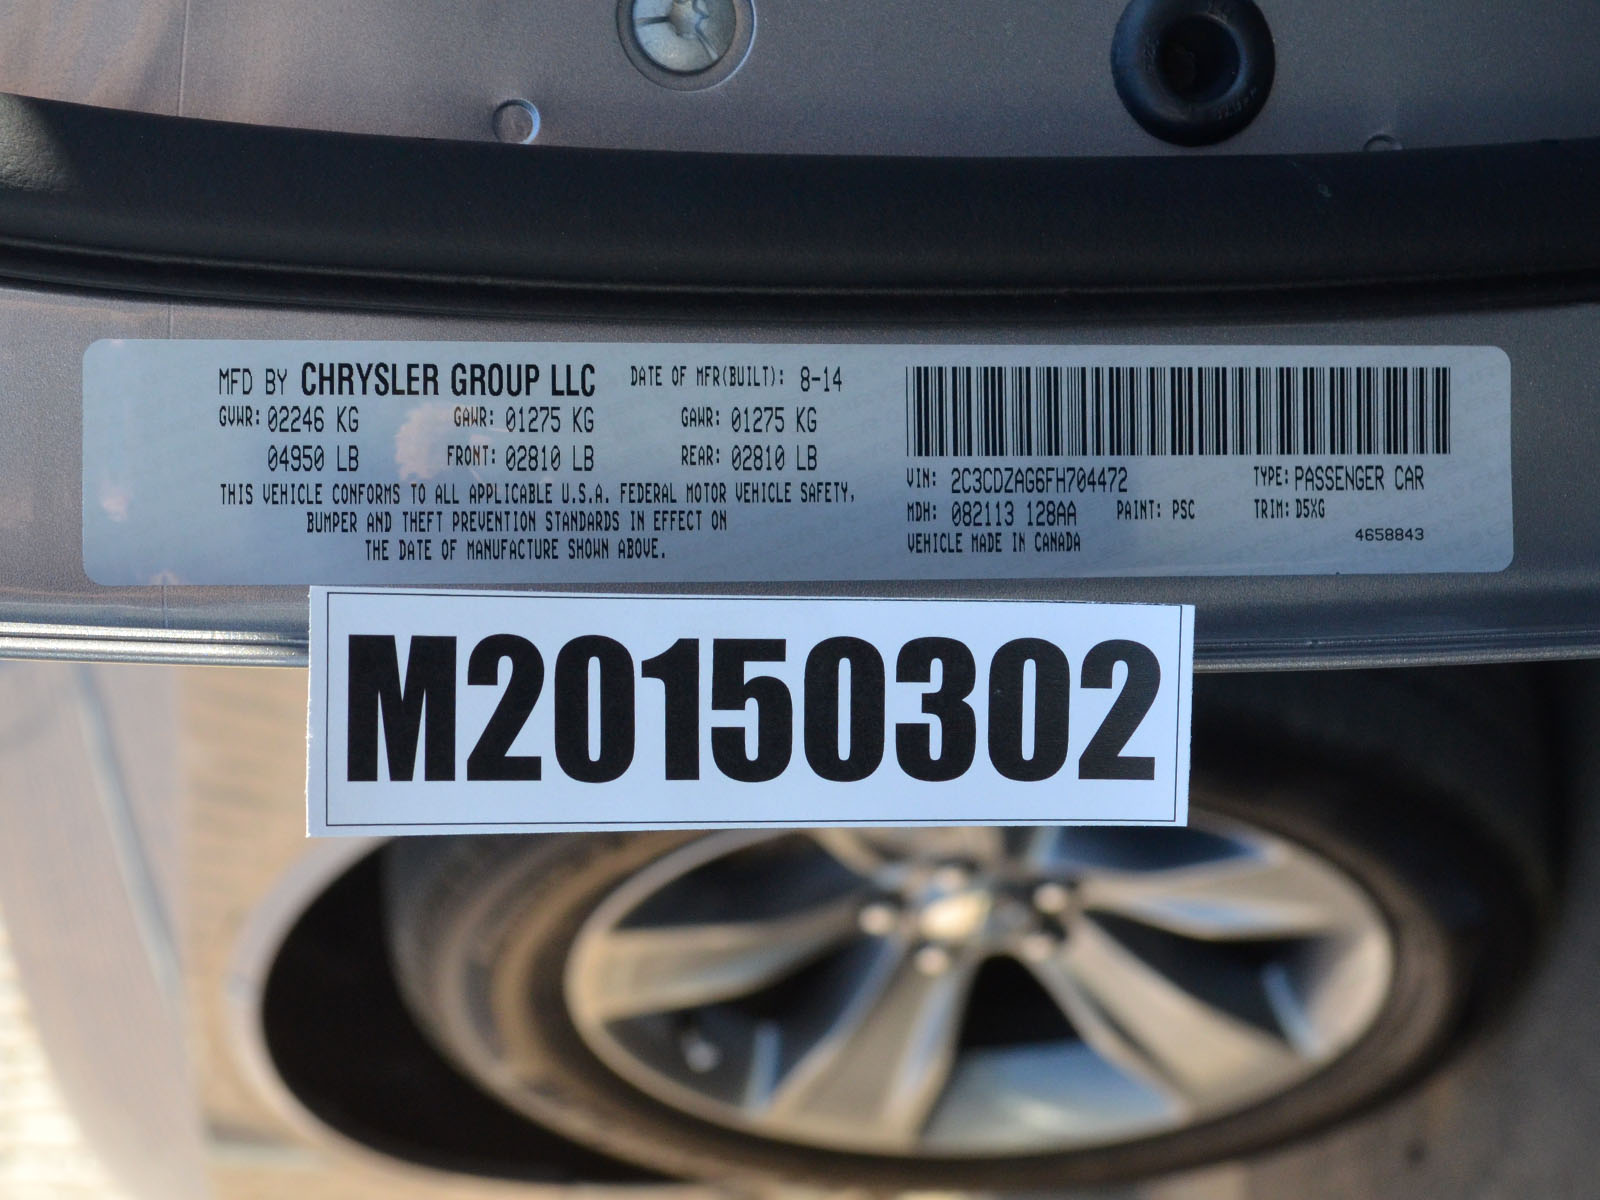 MFD BY CHRYSLER GROUP LLC DATE OF MFR(BUILT): 8-14
GVWR: 02246 KG GAWR: 01275 KG GAWR: 01275 KG
04950 LB FRONT: 02810 LB REAR: 02810 LB
THIS VEHICLE CONFORMS TO ALL APPLICABLE U.S.A. FEDERAL MOTOR VEHICLE SAFETY,
BUMPER AND THEFT PREVENTION STANDARDS IN EFFECT ON
THE DATE OF MANUFACTURE SHOWN ABOVE.
VIN: 2C3CDZAG6FH704472 TYPE: PASSENGER CAR
MDH: 082113 128AA PAINT: PSC TRIM: D5XG
VEHICLE MADE IN CANADA
4658843
M20150302